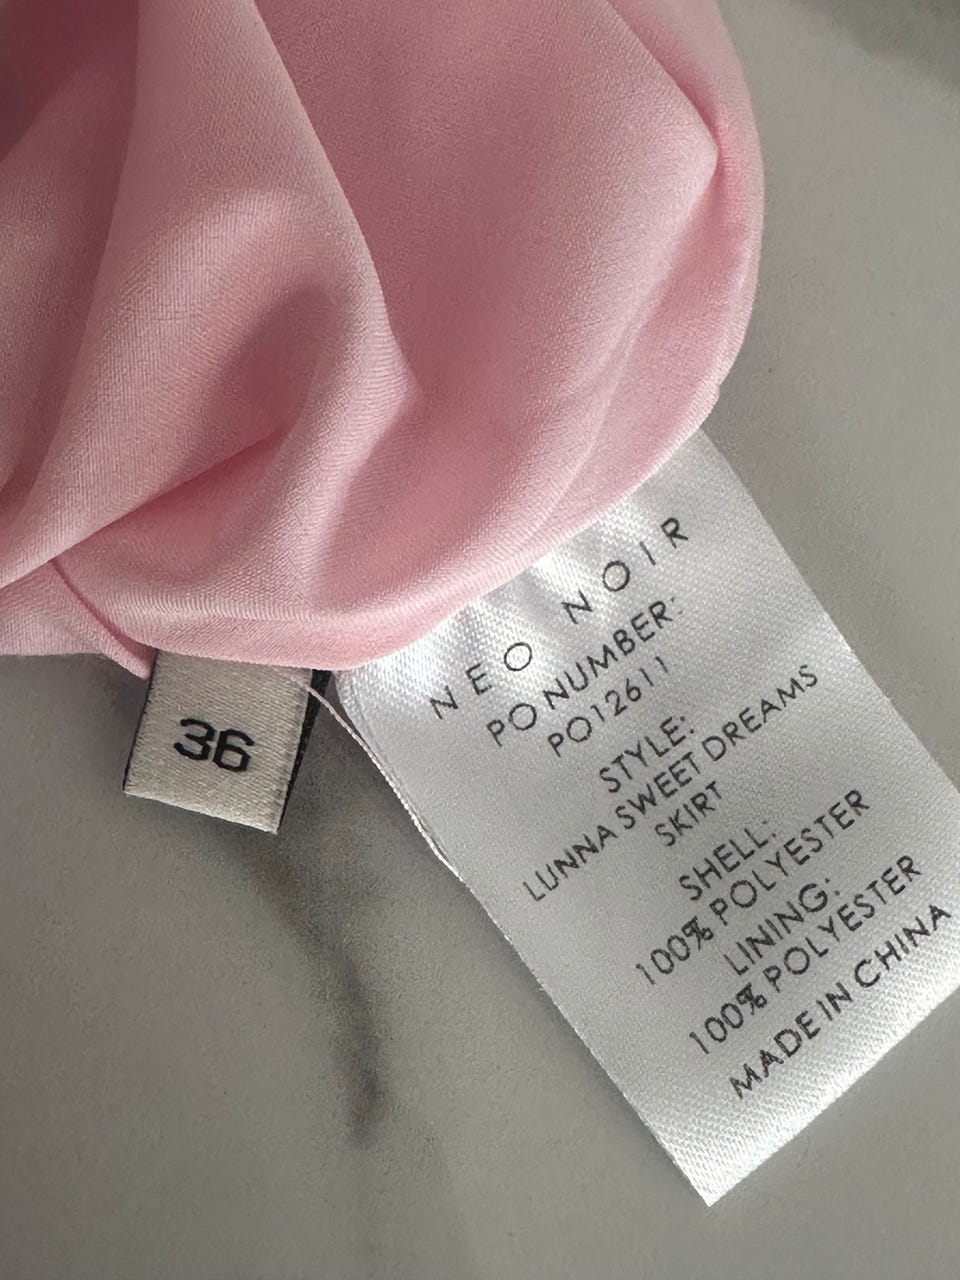 36
NEO NOIR
PO NUMBER:
PO12611
STYLE:
LUNNA SWEET DREAMS
SKIRT
SHELL:
100% POLYESTER
LINING:
100% POLYESTER
MADE IN CHINA